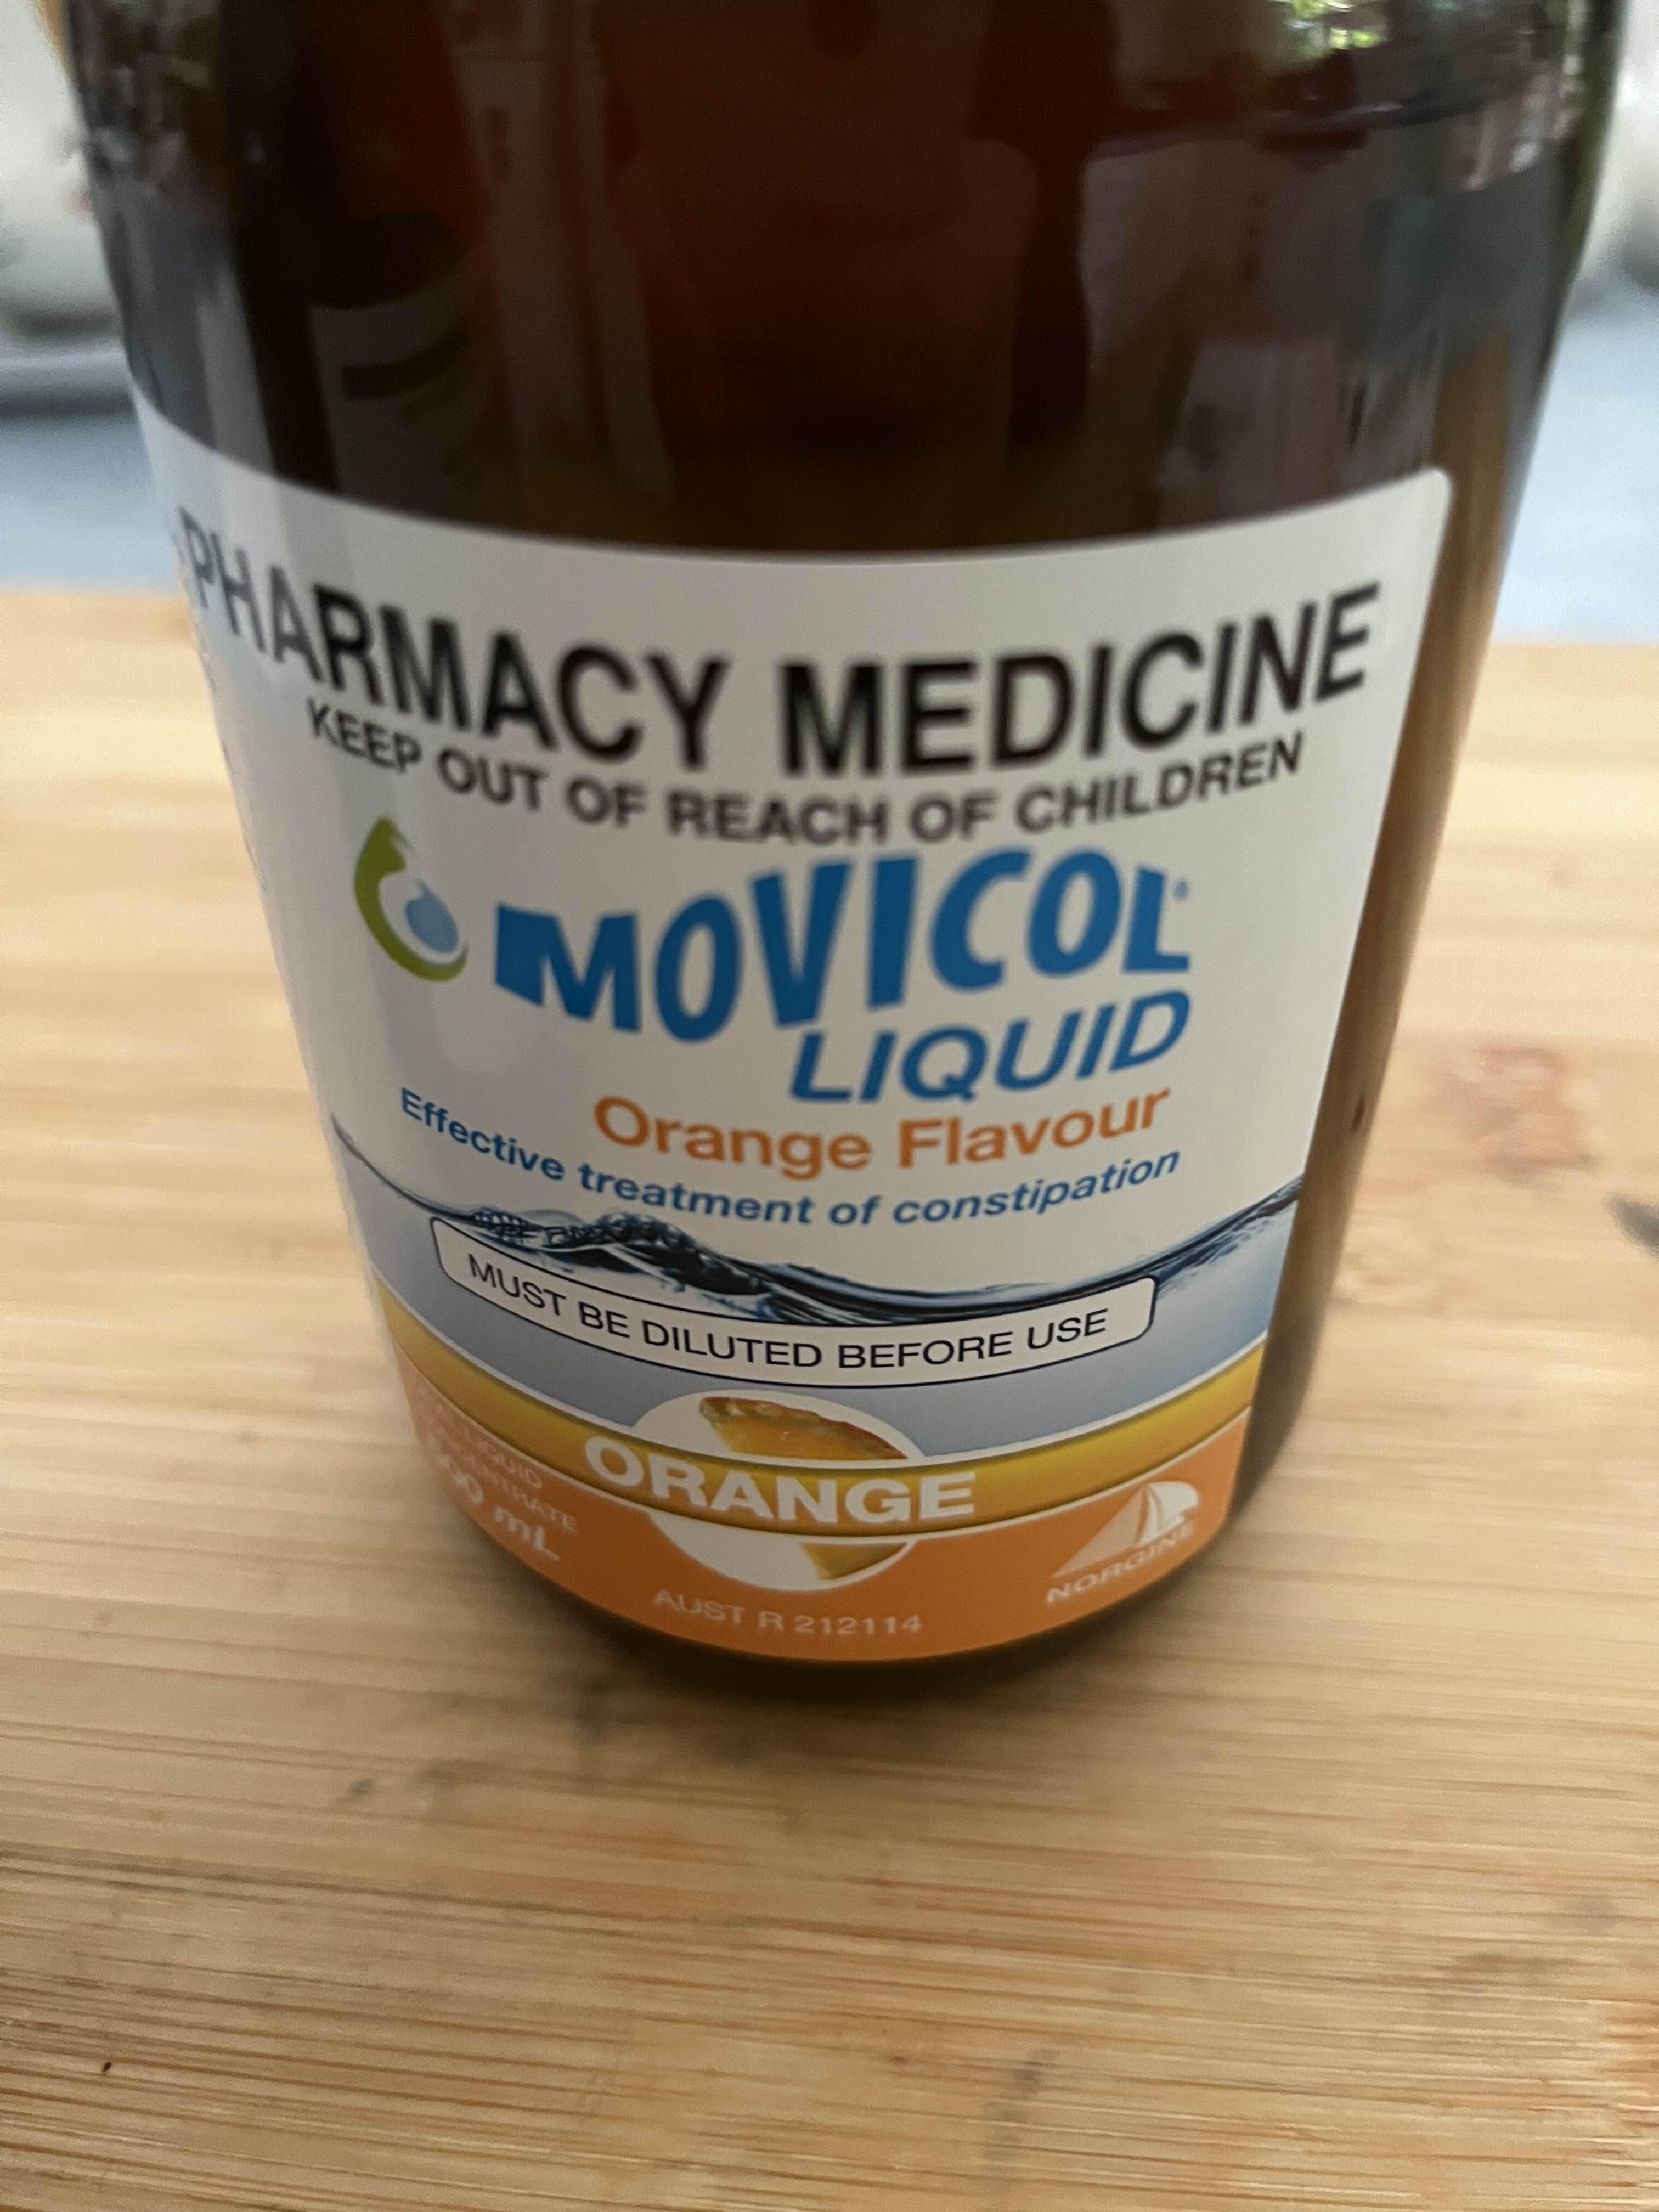 PHARMACY MEDICINE
KEEP OUT OF REACH OF CHILDREN
MOVICOL®
LIQUID
Orange Flavour
Effective treatment of constipation
MUST BE DILUTED BEFORE USE
ORANGE
LIQUID
mL
NORGINE
AUST R 212114